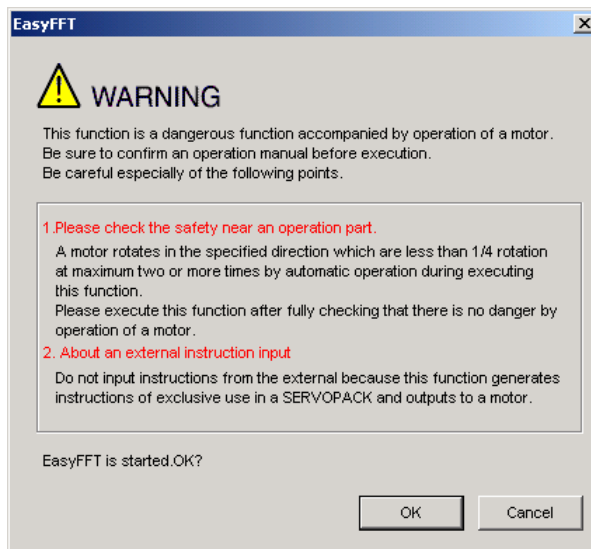 EasyFFT
WARNING
This function is a dangerous function accompanied by operation of a motor.
Be sure to confirm an operation manual before execution.
Be careful especially of the following points.
1.Please check the safety near an operation part.
A motor rotates in the specified direction which are less than 1/4 rotation
at maximum two or more times by automatic operation during executing
this function.
Please execute this function after fully checking that there is no danger by
operation of a motor.
2. About an external instruction input
Do not input instructions from the external because this function generates
instructions of exclusive use in a SERVOPACK and outputs to a motor.
EasyFFT is started.OK?
OK
Cancel